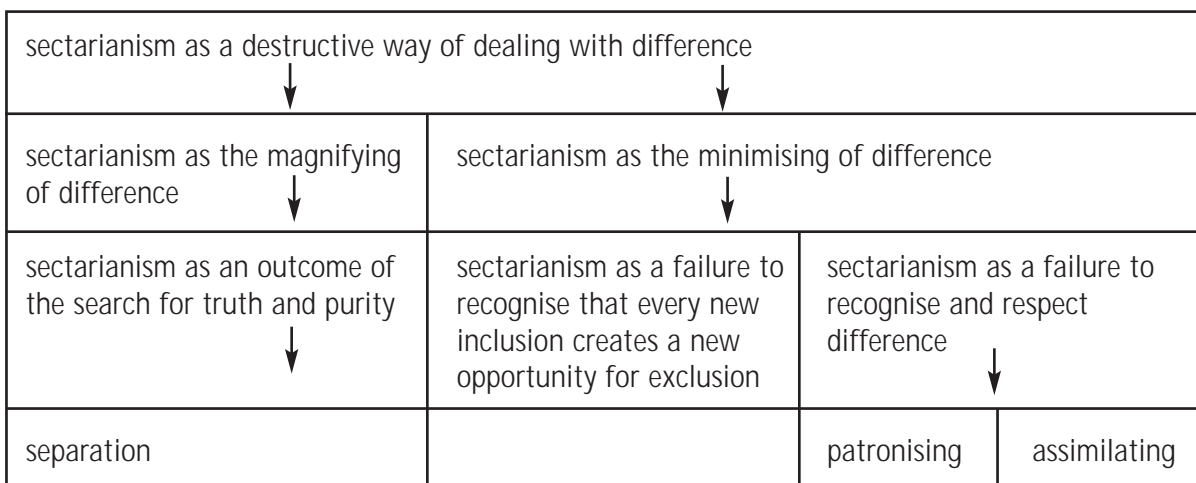 sectarianism as a destructive way of dealing with difference
sectarianism as the magnifying
of difference
sectarianism as the minimising of difference
sectarianism as an outcome of
the search for truth and purity
sectarianism as a failure to
recognise that every new
inclusion creates a new
opportunity for exclusion
sectarianism as a failure to
recognise and respect
difference
separation
patronising
assimilating